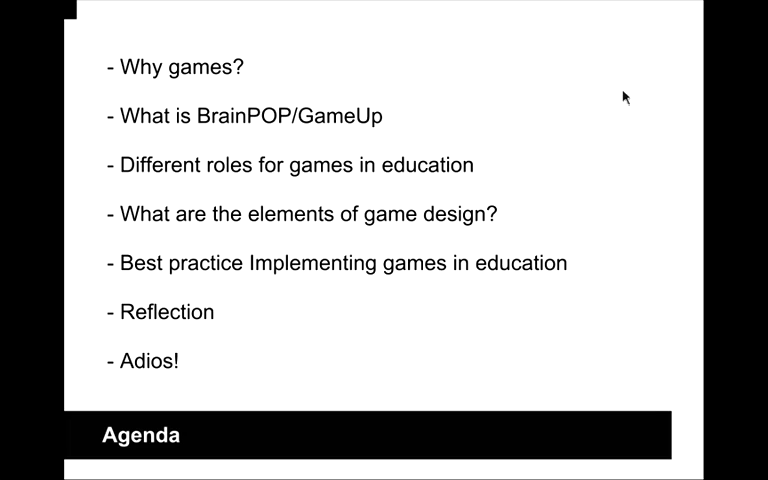 - Why games?
- What is BrainPOP/GameUp
- Different roles for games in education
- What are the elements of game design?
- Best practice Implementing games in education
- Reflection
- Adios!
Agenda